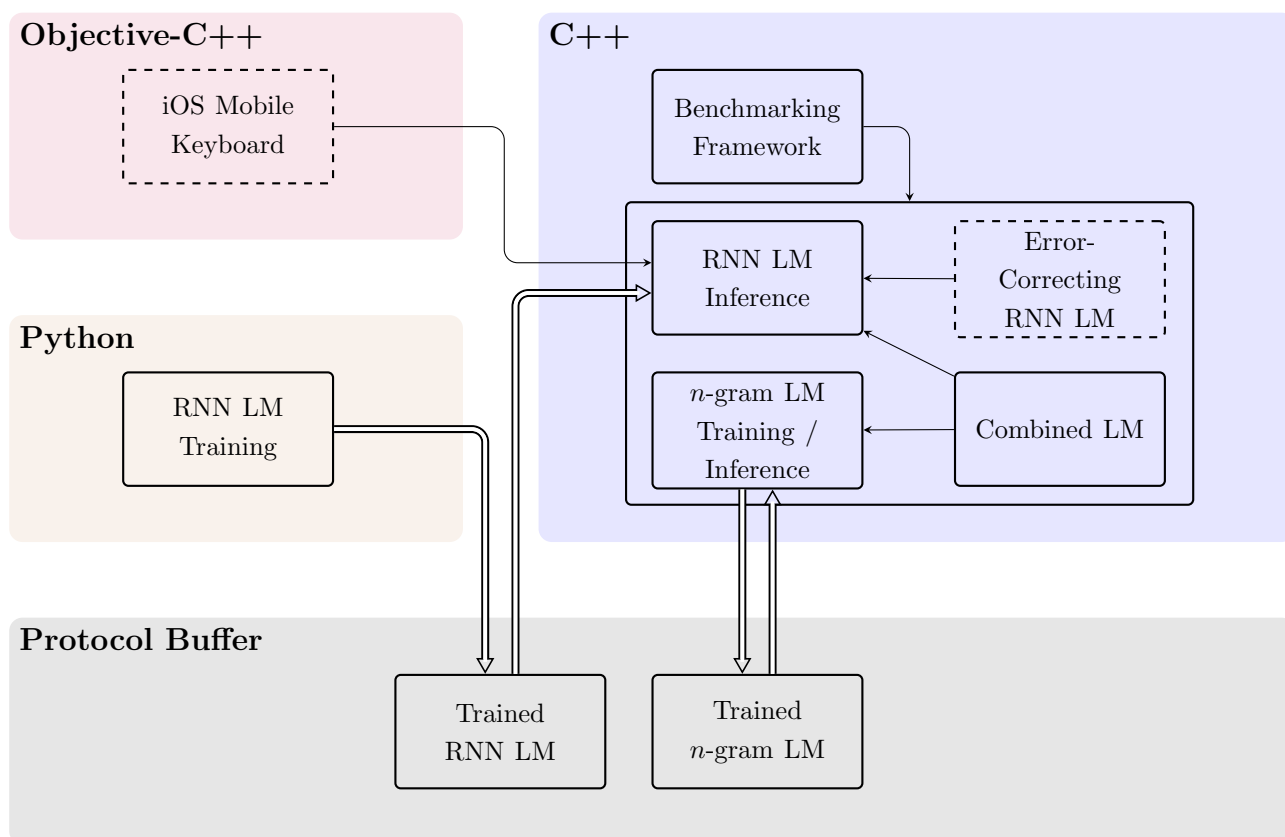 Objective-C++
iOS Mobile
Keyboard
C++
Benchmarking
Framework
RNN LM
Inference
Error-
Correcting
RNN LM
Python
RNN LM
Training
n-gram LM
Training /
Inference
Combined LM
Protocol Buffer
Trained
RNN LM
Trained
n-gram LM